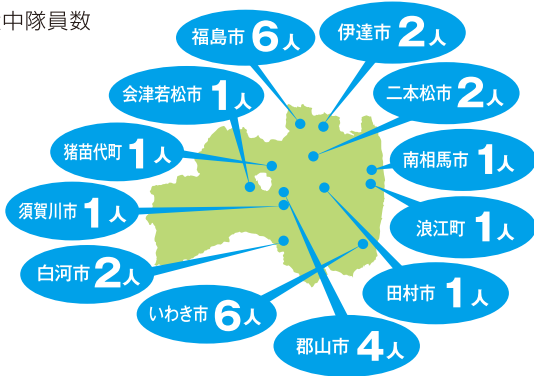 中隊員数
福島市 6人
伊達市 2人
会津若松市 1人
二本松市 2人
猪苗代町 1人
南相馬市 1人
須賀川市 1人
浪江町 1人
白河市 2人
田村市 1人
いわき市 6人
郡山市 4人